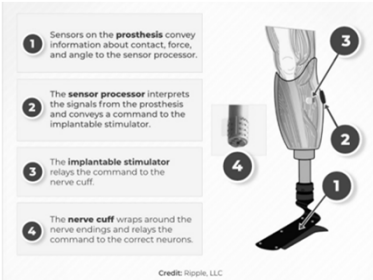 1
Sensors on the prosthesis convey
information about contact, force,
and angle to the sensor processor.
2
The sensor processor interprets
the signals from the prosthesis
and conveys a command to the
implantable stimulator.
3
The implantable stimulator
relays the command to the
nerve cuff.
4
The nerve cuff wraps around the
nerve endings and relays the
command to the correct neurons.
3
2
4
1
Credit: Ripple, LLC